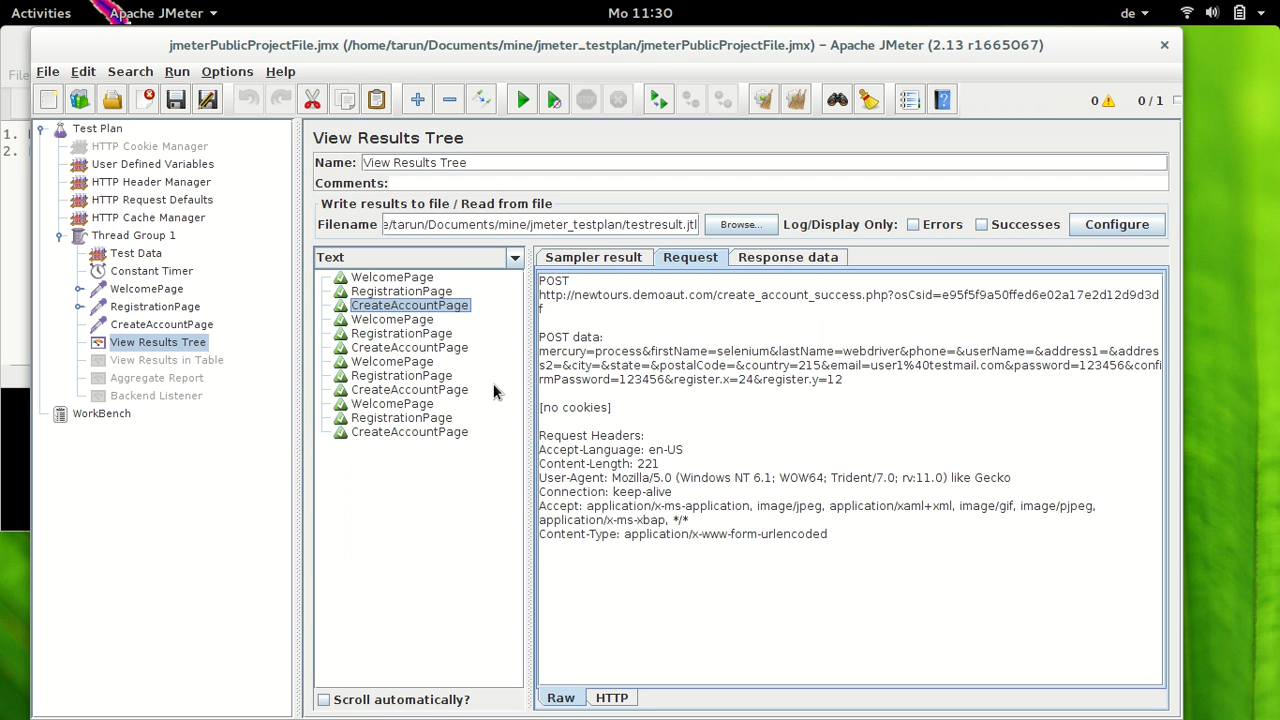 Activities
Apache JMeter
Mo 11:30
de
jmeterPublicProjectFile.jmx (/home/tarun/Documents/mine/jmeter_testplan/jmeterPublicProjectFile.jmx) – Apache JMeter (2.13 r1665067)
File Edit Search Run Options Help
0 0 / 1
File
1.
2.
Test Plan
HTTP Cookie Manager
User Defined Variables
HTTP Header Manager
HTTP Request Defaults
HTTP Cache Manager
Thread Group 1
Test Data
Constant Timer
WelcomePage
RegistrationPage
CreateAccountPage
View Results Tree
View Results in Table
Aggregate Report
Backend Listener
WorkBench
View Results Tree
Name: View Results Tree
Comments:
Write results to file / Read from file
Filename e/tarun/Documents/mine/jmeter_testplan/testresult.jtl Browse... Log/Display Only: Errors Successes Configure
Text
WelcomePage
RegistrationPage
CreateAccountPage
WelcomePage
RegistrationPage
CreateAccountPage
WelcomePage
RegistrationPage
CreateAccountPage
WelcomePage
RegistrationPage
CreateAccountPage
Scroll automatically?
Sampler result Request Response data
POST
http://newtours.demoaut.com/create_account_success.php?osCsid=e95f5f9a50ffed6e02a17e2d12d9d3d
f
POST data:
mercury=process&firstName=selenium&lastName=webdriver&phone=&userName=&address1=&addres
s2=&city=&state=&postalCode=&country=215&email=user1%40testmail.com&password=123456&confi
rmPassword=123456&register.x=24&register.y=12
[no cookies]
Request Headers:
Accept-Language: en-US
Content-Length: 221
User-Agent: Mozilla/5.0 (Windows NT 6.1; WOW64; Trident/7.0; rv:11.0) like Gecko
Connection: keep-alive
Accept: application/x-ms-application, image/jpeg, application/xaml+xml, image/gif, image/pjpeg,
application/x-ms-xbap, */*
Content-Type: application/x-www-form-urlencoded
Raw HTTP